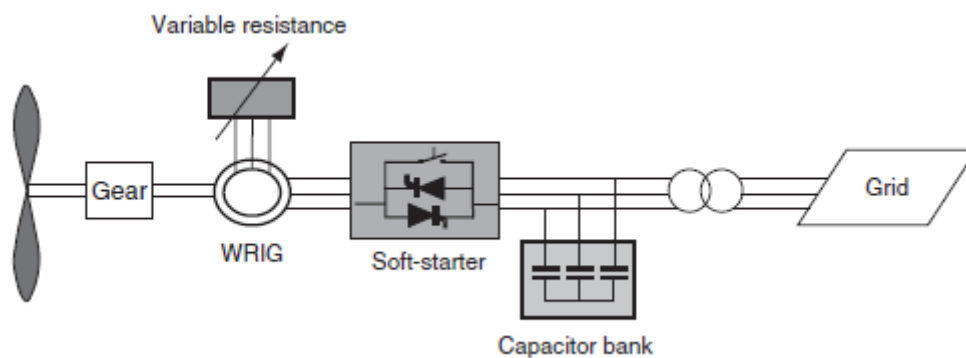 Variable resistance
Gear
Grid
WRIG
Soft-starter
Capacitor bank